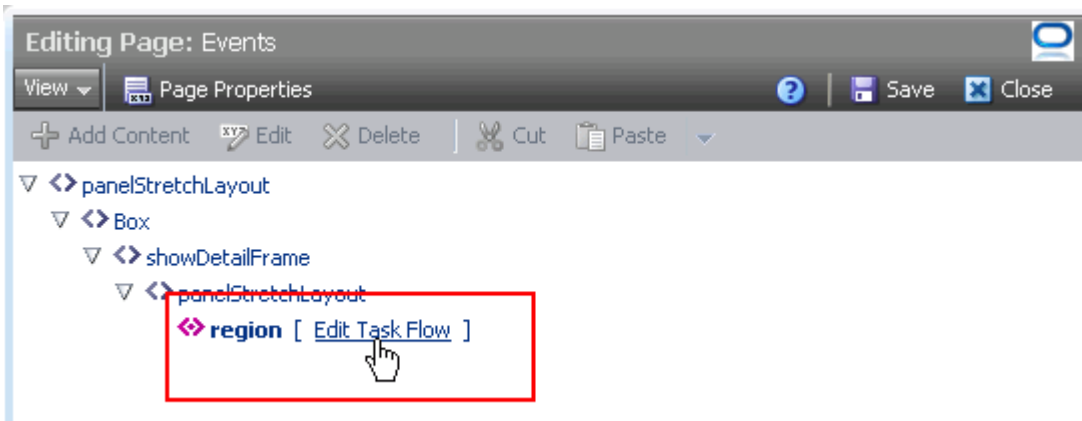 Editing Page: Events
View Page Properties ? Save Close
Add Content Edit Delete Cut Paste
panelStretchLayout
Box
showDetailFrame
panelStretchLayout
region [ Edit Task Flow ]